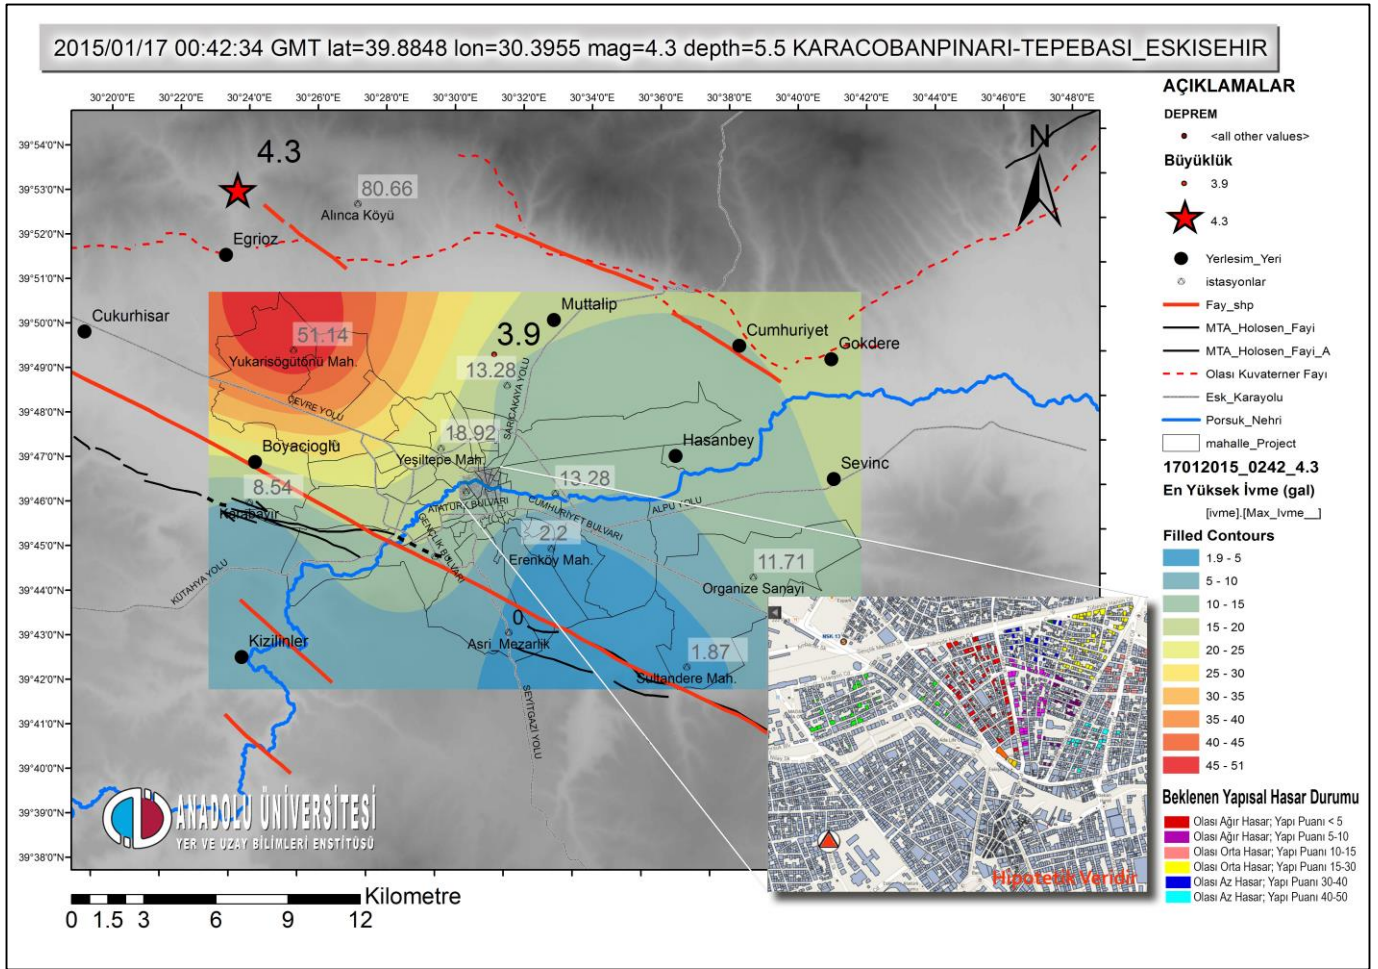 2015/01/17 00:42:34 GMT lat=39.8848 lon=30.3955 mag=4.3 depth=5.5 KARACOBANPINARI-TEPEBASI_ESKISEHIR
30°20'0"E 30°22'0"E 30°24'0"E 30°26'0"E 30°28'0"E 30°30'0"E 30°32'0"E 30°34'0"E 30°36'0"E 30°38'0"E 30°40'0"E 30°42'0"E 30°44'0"E 30°46'0"E 30°48'0"E
39°54'0"N
39°53'0"N
39°52'0"N
39°51'0"N
39°50'0"N
39°49'0"N
39°48'0"N
39°47'0"N
39°46'0"N
39°45'0"N
39°44'0"N
39°43'0"N
39°42'0"N
39°41'0"N
39°40'0"N
39°39'0"N
39°38'0"N
N
4.3
80.66
Alınca Köyü
Egrioz
Cukurhisar
Muttalip
3.9
Cumhuriyet
Gokdere
51.14
Yukarisögütönü Mah.
13.28
SARICAKAYA YOLU
ÇEVRE YOLU
18.92
Boyacioglu
Yeşiltepe Mah.
Hasanbey
Sevinc
8.54
Karabayır
13.28
ATATÜRK BULVARI
CUMHURİYET BULVARI
ALPU YOLU
GENÇLİK BULVARI
2.2
Erenköy Mah.
11.71
Organize Sanayi
KÜTAHYA YOLU
0
Asri_Mezarlik
Kizilinler
1.87
Sultandere Mah.
SEYİTGAZİ YOLU
ANADOLU ÜNİVERSİTESİ
YER VE UZAY BİLİMLERİ ENSTİTÜSÜ
Hipotetik Veridir
Kilometre
0 1.5 3 6 9 12
AÇIKLAMALAR
DEPREM
<all other values>
Büyüklük
3.9
4.3
Yerlesim_Yeri
istasyonlar
Fay_shp
MTA_Holosen_Fayi
MTA_Holosen_Fayi_A
Olası Kuvaterner Fayı
Esk_Karayolu
Porsuk_Nehri
mahalle_Project
17012015_0242_4.3
En Yüksek İvme (gal)
[ivme].[Max_Ivme__]
Filled Contours
1.9 - 5
5 - 10
10 - 15
15 - 20
20 - 25
25 - 30
30 - 35
35 - 40
40 - 45
45 - 51
Beklenen Yapısal Hasar Durumu
Olası Ağır Hasar; Yapı Puanı < 5
Olası Ağır Hasar; Yapı Puanı 5-10
Olası Orta Hasar; Yapı Puanı 10-15
Olası Orta Hasar; Yapı Puanı 15-30
Olası Az Hasar; Yapı Puanı 30-40
Olası Az Hasar; Yapı Puanı 40-50